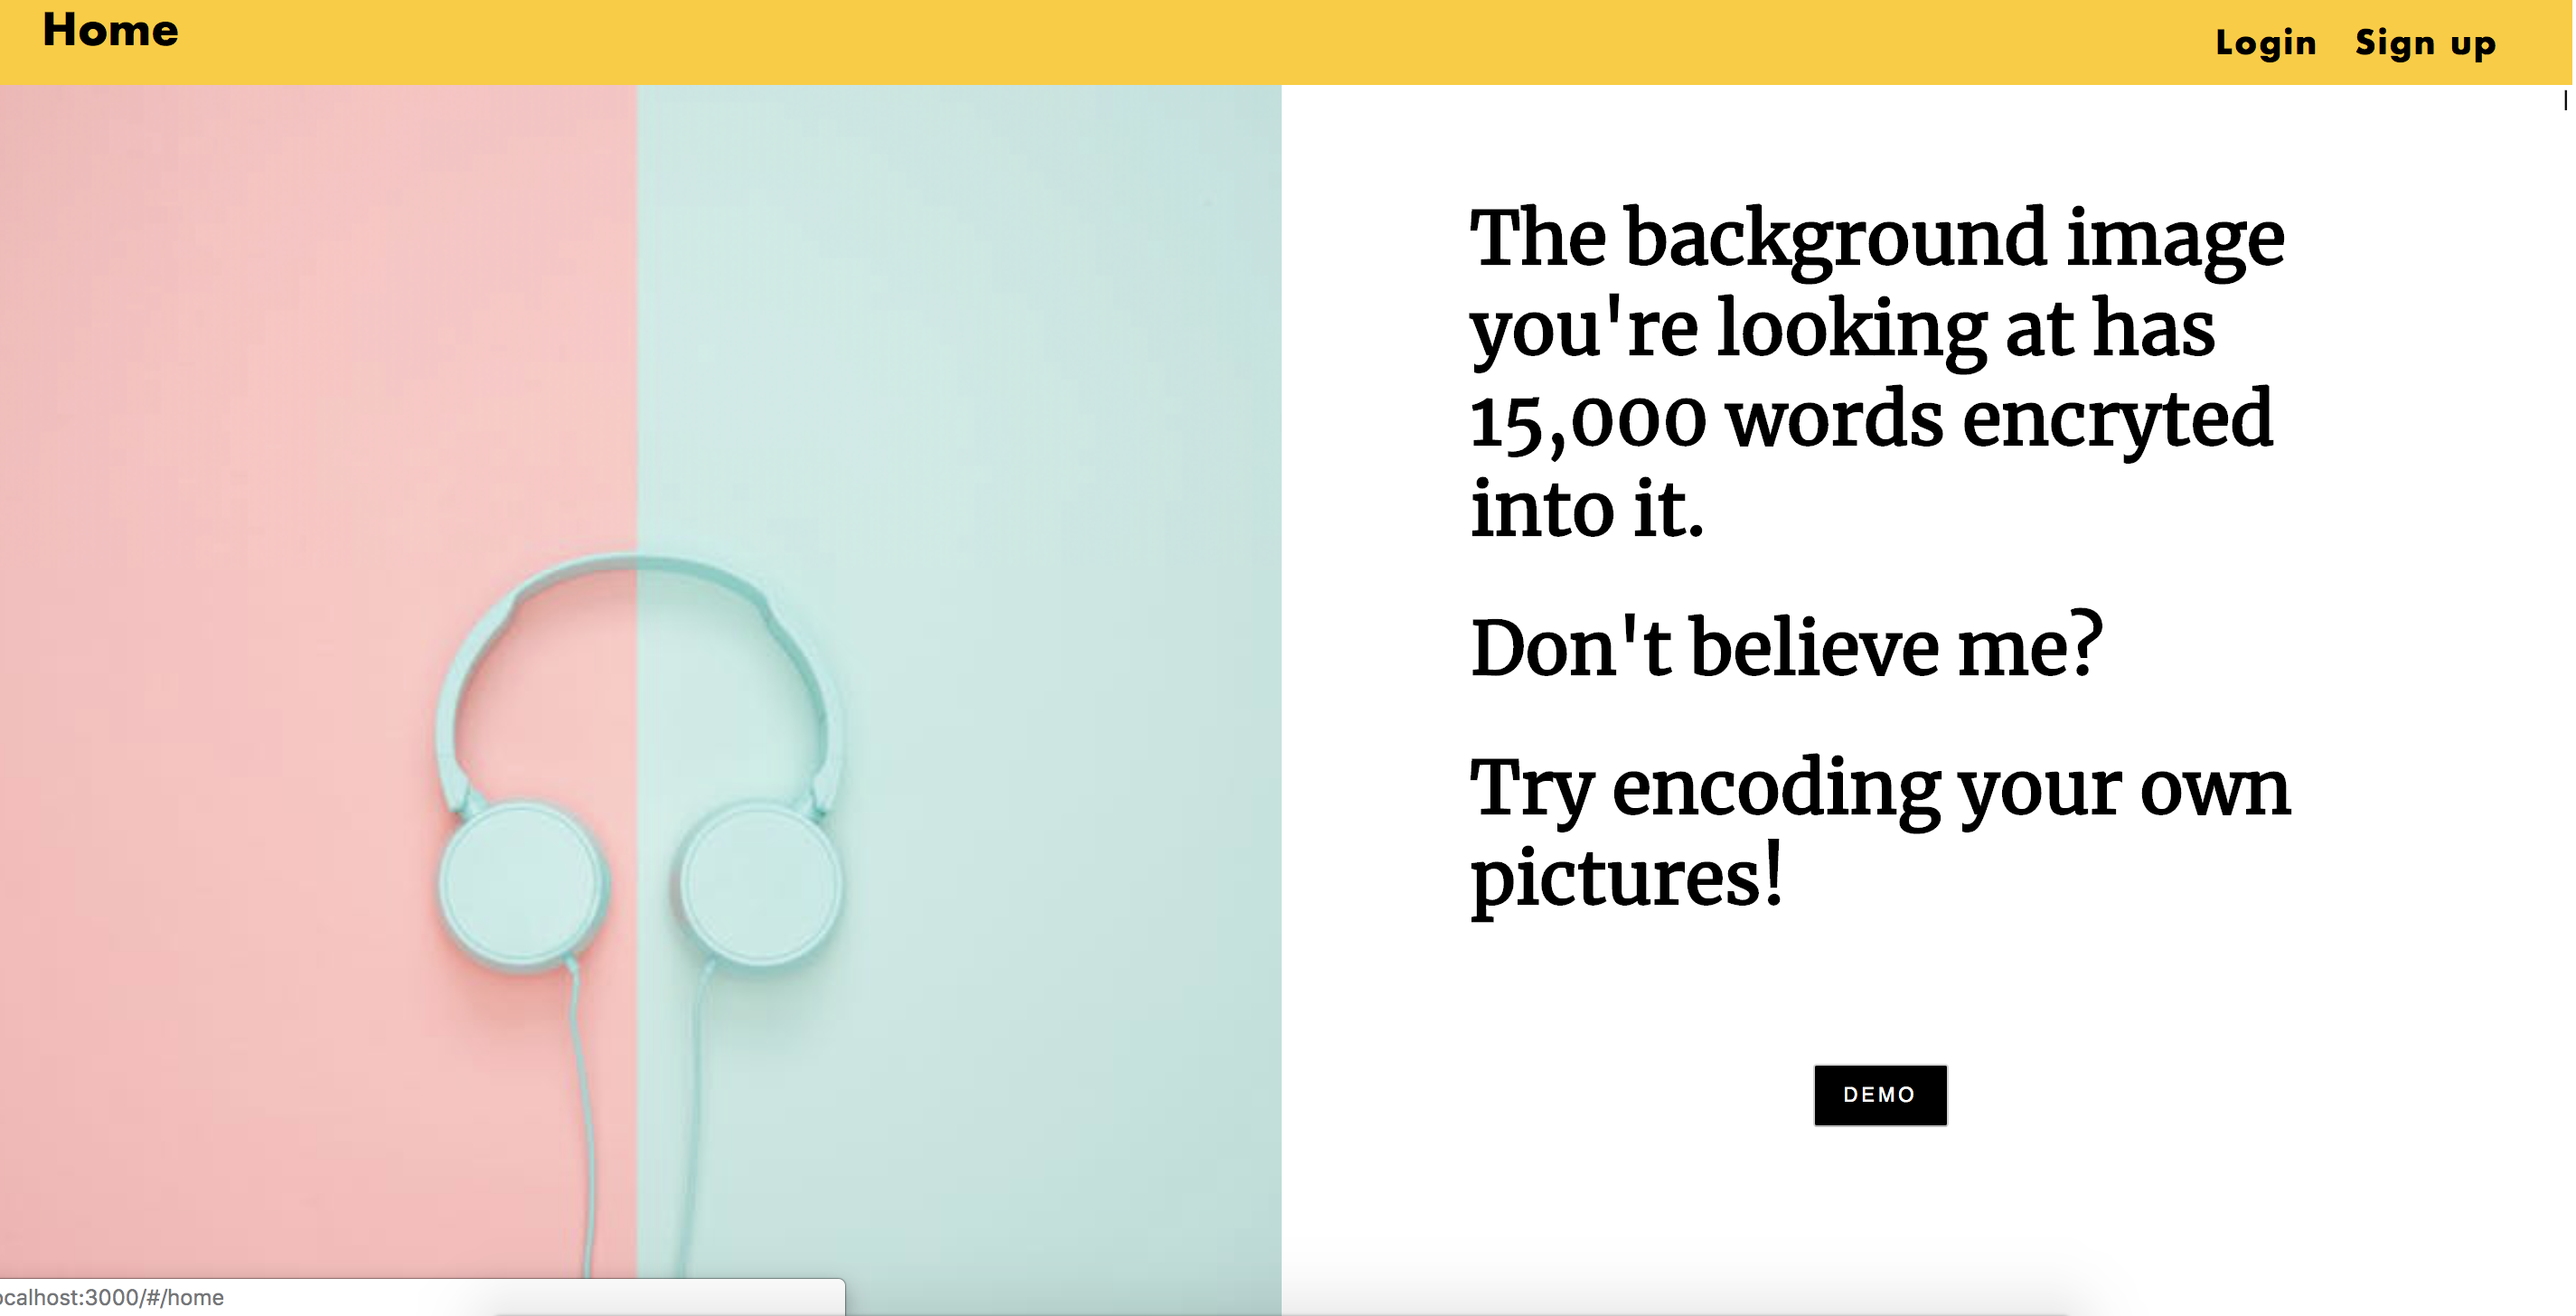 Home
Login Sign up
The background image
you're looking at has
15,000 words encryted
into it.
Don't believe me?
Try encoding your own
pictures!
DEMO
ocalhost:3000/#/home